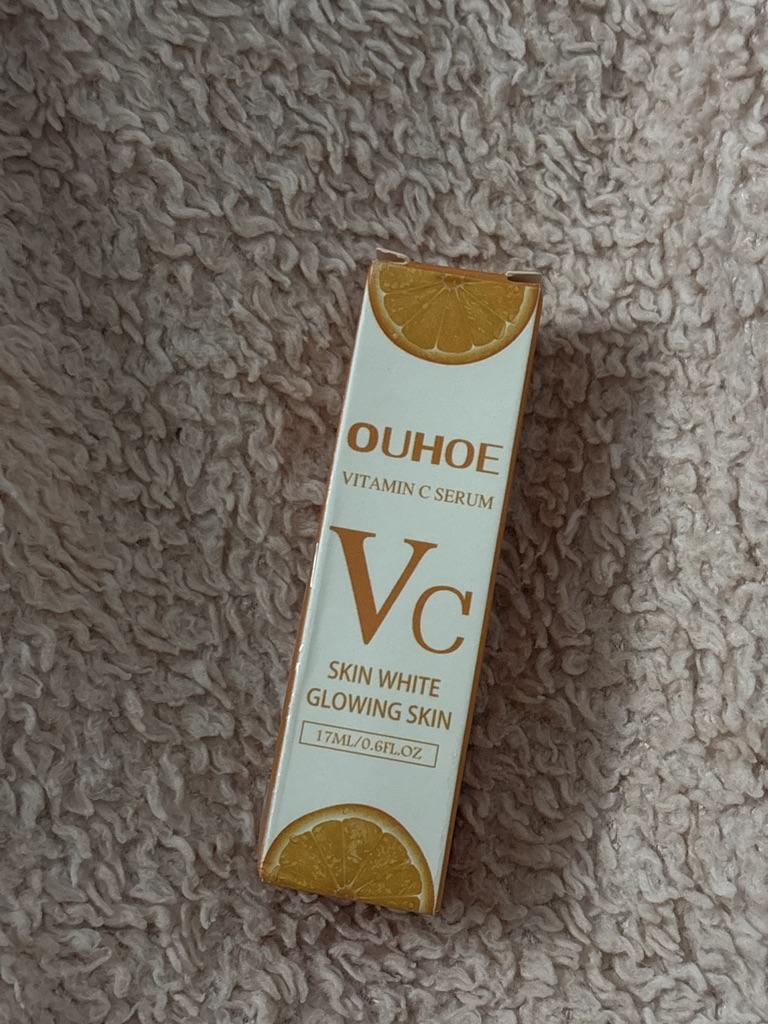 OUHOE
VITAMIN C SERUM
VC
SKIN WHITE
GLOWING SKIN
17ML/0.6FL.OZ